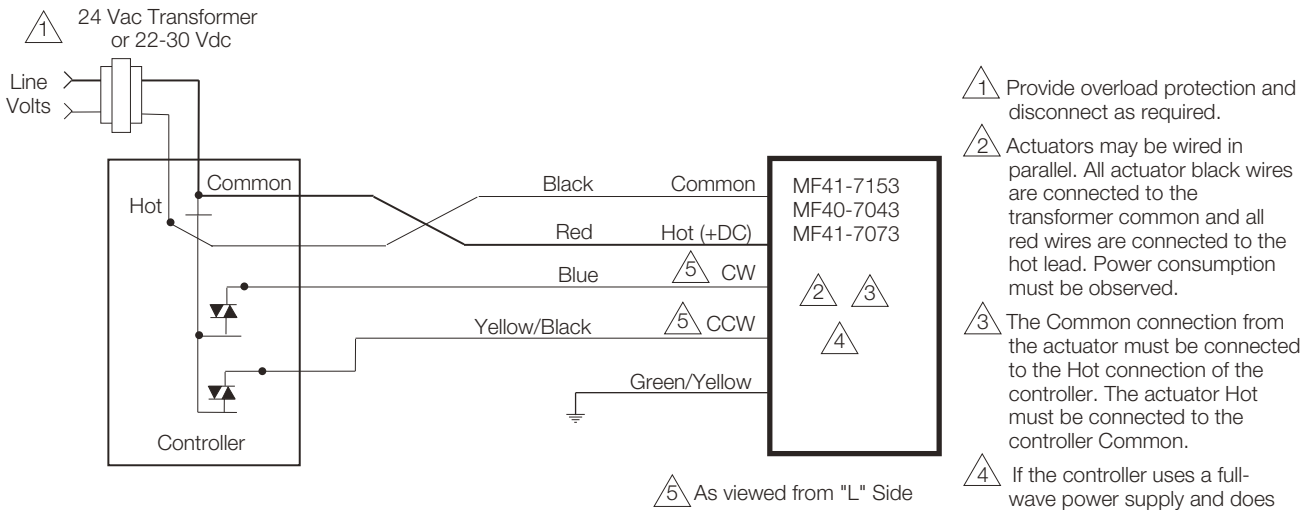 1
24 Vac Transformer
or 22-30 Vdc
Line
Volts
Common
Hot
Controller
Black
Common
Red
Hot (+DC)
Blue
5 CW
Yellow/Black
5 CCW
Green/Yellow
MF41-7153
MF40-7043
MF41-7073
2 3
4
5 As viewed from "L" Side
1 Provide overload protection and
disconnect as required.
2 Actuators may be wired in
parallel. All actuator black wires
are connected to the
transformer common and all
red wires are connected to the
hot lead. Power consumption
must be observed.
3 The Common connection from
the actuator must be connected
to the Hot connection of the
controller. The actuator Hot
must be connected to the
controller Common.
4 If the controller uses a full-
wave power supply and does